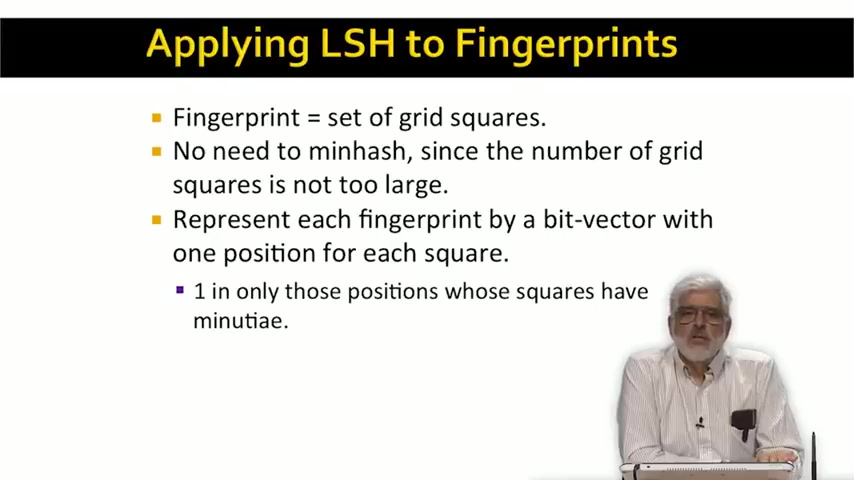 Applying LSH to Fingerprints
Fingerprint = set of grid squares.
No need to minhash, since the number of grid
squares is not too large.
Represent each fingerprint by a bit-vector with
one position for each square.
1 in only those positions whose squares have
minutiae.